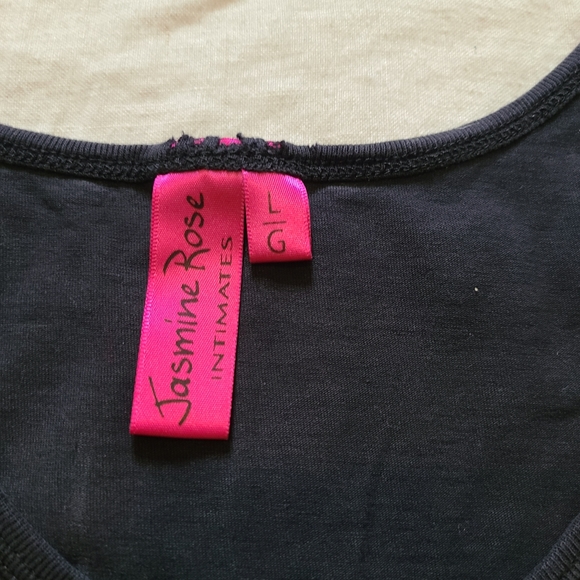 Jasmine Rose
INTIMATES
G/L